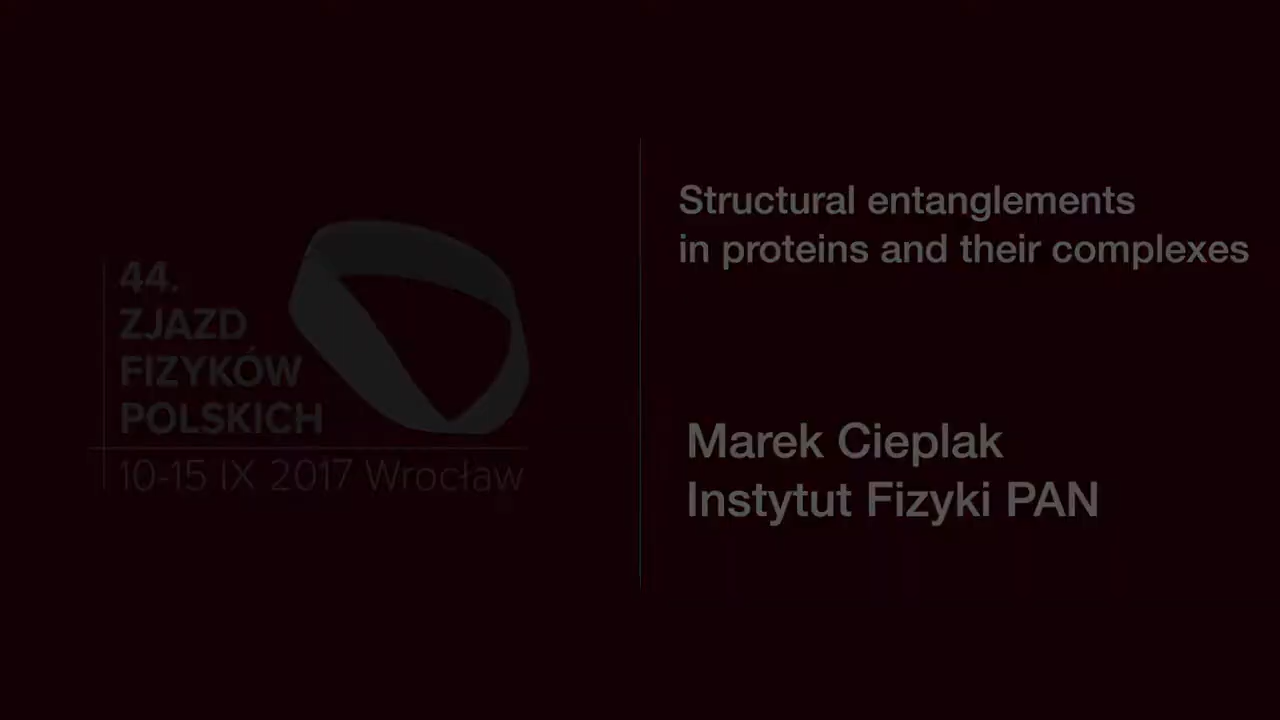 44.
ZJAZD
FIZYKÓW
POLSKICH
10-15 IX 2017 Wrocław
Structural entanglements
in proteins and their complexes
Marek Cieplak
Instytut Fizyki PAN